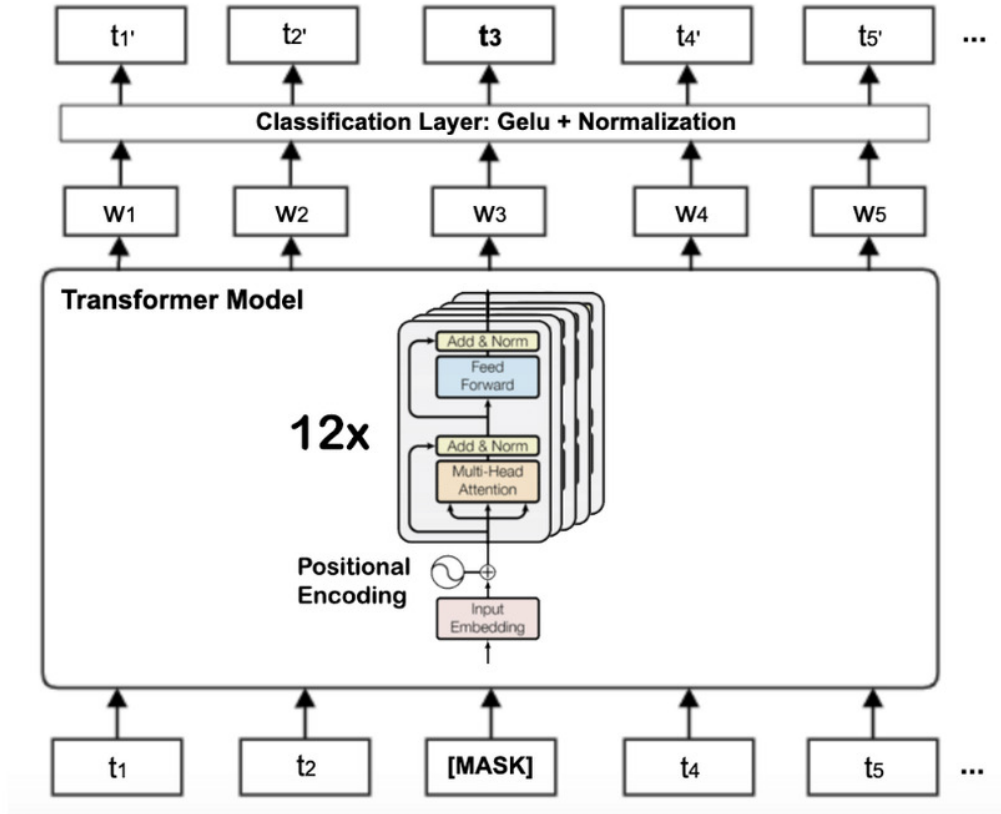 t1' t2' t3 t4' t5' ...
Classification Layer: Gelu + Normalization
W1 W2 W3 W4 W5
Transformer Model
Add & Norm
Feed
Forward
12x
Add & Norm
Multi-Head
Attention
Positional
Encoding
Input
Embedding
t1 t2 [MASK] t4 t5 ...